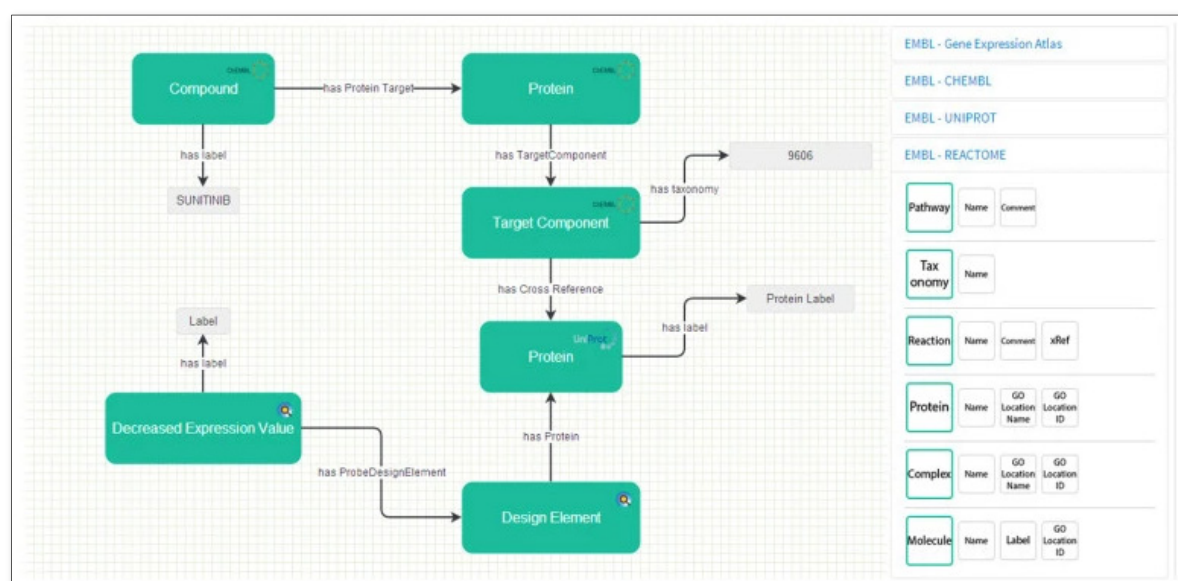 ChEMBL
Compound
has Protein Target
ChEMBL
Protein
has label
SUNITINIB
has TargetComponent
9606
has taxonomy
ChEMBL
Target Component
has Cross Reference
Protein Label
has label
UniProt
Protein
Label
has label
Decreased Expression Value
has Protein
has ProbeDesignElement
Design Element
EMBL - Gene Expression Atlas
EMBL - CHEMBL
EMBL - UNIPROT
EMBL - REACTOME
Pathway Name Comment
Tax
onomy
Name
Reaction Name Comment xRef
Protein Name
GO
Location
Name
GO
Location
ID
Complex Name
GO
Location
Name
GO
Location
ID
Molecule Name Label
GO
Location
ID